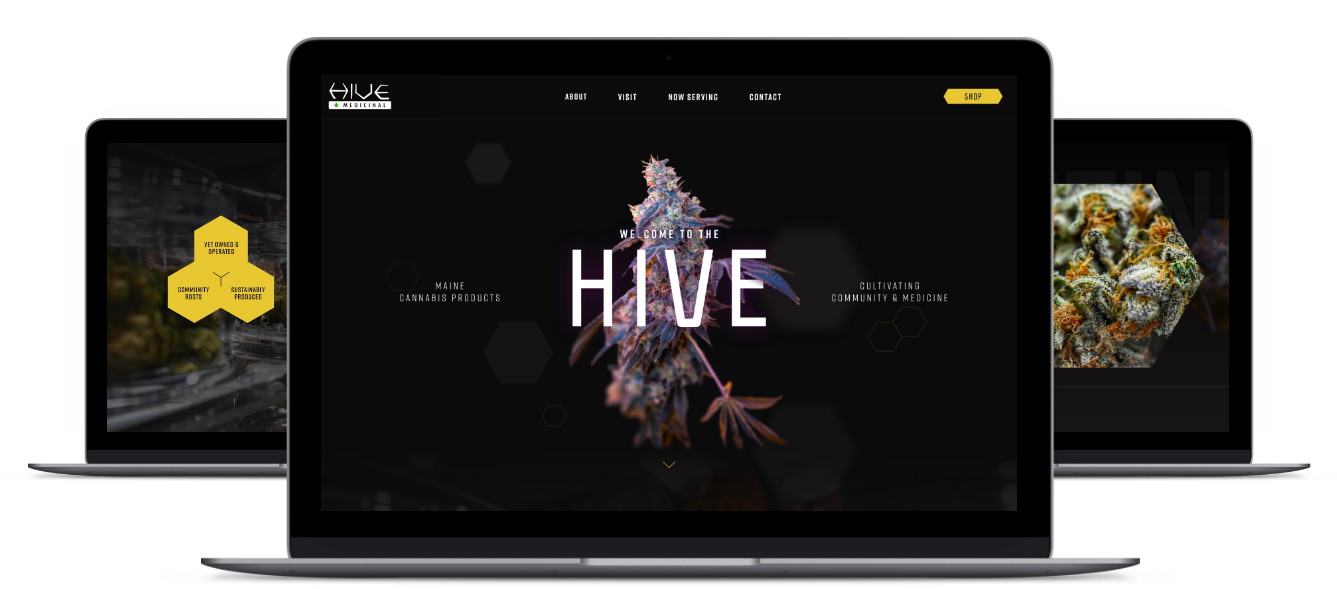 HIVE
MEDICINAL
ABOUT
VISIT
NOW SERVING
CONTACT
SHOP
WELCOME TO THE
HIVE
MAINE
CANNABIS PRODUCTS
CULTIVATING
COMMUNITY & MEDICINE
VET OWNED &
OPERATED
COMMUNITY
ROOTS
SUSTAINABLY
PRODUCED